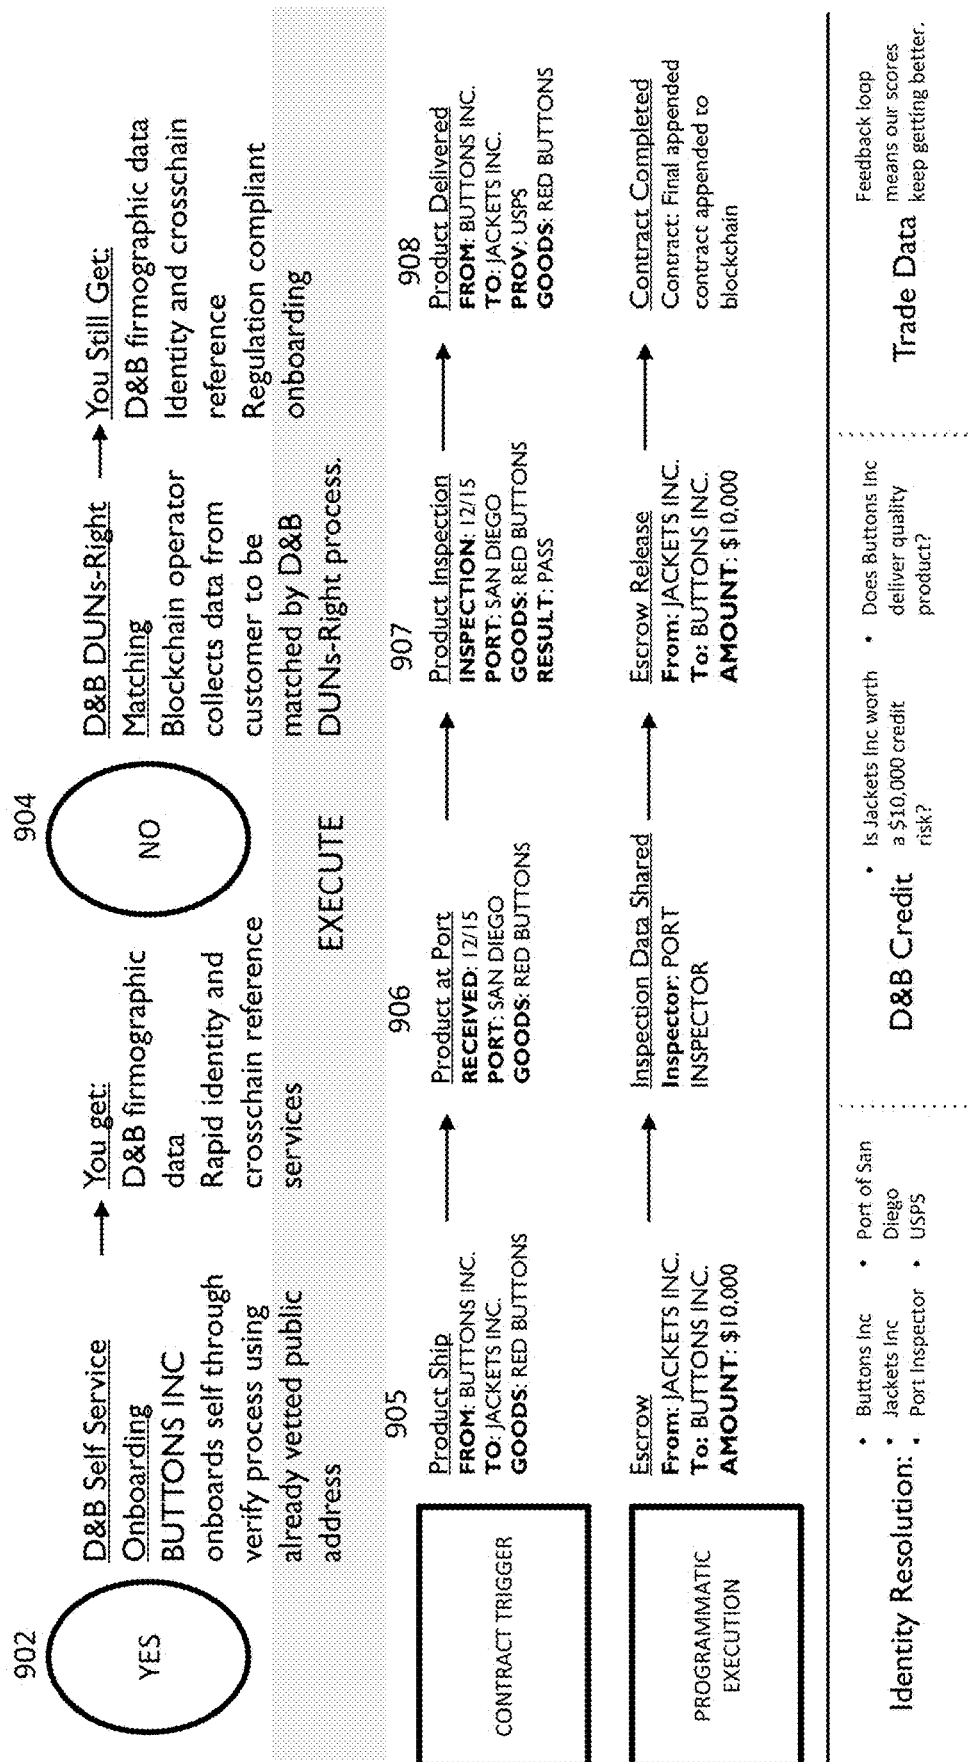 902
YES
D&B Self Service
Onboarding
BUTTONS INC
onboards self through
verify process using
already vetted public
address
You get:
D&B firmographic
data
Rapid identity and
crosschain reference
services
904
NO
D&B DUNs-Right
Matching
Blockchain operator
collects data from
customer to be
matched by D&B
DUNs-Right process.
You Still Get:
D&B firmographic data
Identity and crosschain
reference
Regulation compliant
onboarding
EXECUTE
CONTRACT TRIGGER
905
Product Ship
FROM: BUTTONS INC.
TO: JACKETS INC.
GOODS: RED BUTTONS
906
Product at Port
RECEIVED: 12/15
PORT: SAN DIEGO
GOODS: RED BUTTONS
907
Product Inspection
INSPECTION: 12/15
PORT: SAN DIEGO
GOODS: RED BUTTONS
RESULT: PASS
908
Product Delivered
FROM: BUTTONS INC.
TO: JACKETS INC.
PROV: USPS
GOODS: RED BUTTONS
PROGRAMMATIC
EXECUTION
Escrow
From: JACKETS INC.
To: BUTTONS INC.
AMOUNT: $10,000
Inspection Data Shared
Inspector: PORT
INSPECTOR
Escrow Release
From: JACKETS INC.
To: BUTTONS INC.
AMOUNT: $10,000
Contract Completed
Contract: Final appended
contract appended to
blockchain
Identity Resolution:
• Buttons Inc
• Jackets Inc
• Port Inspector
• Port of San
Diego
• USPS
D&B Credit
• Is Jackets Inc worth
a $10,000 credit
risk?
• Does Buttons Inc
deliver quality
product?
Trade Data
Feedback loop
means our scores
keep getting better.